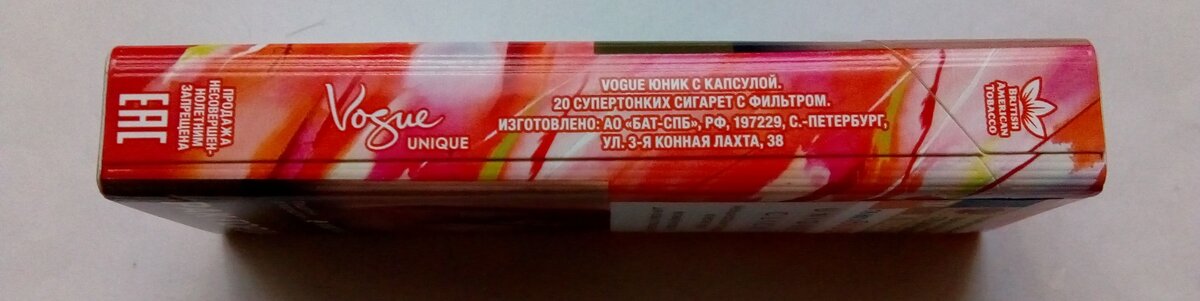 EAC
ПРОДАЖА
НЕСОВЕРШЕН-
НОЛЕТНИМ
ЗАПРЕЩЕНА
Vogue
UNIQUE
VOGUE ЮНИК С КАПСУЛОЙ.
20 СУПЕРТОНКИХ СИГАРЕТ С ФИЛЬТРОМ.
ИЗГОТОВЛЕНО: АО «БАТ-СПБ», РФ, 197229, С.-ПЕТЕРБУРГ,
УЛ. 3-Я КОННАЯ ЛАХТА, 38
BRITISH
AMERICAN
TOBACCO